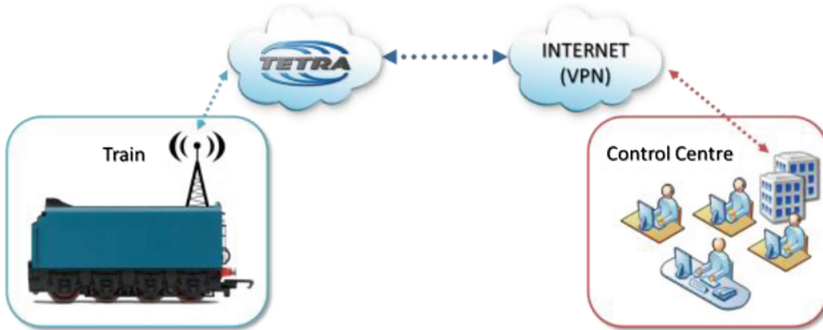 TETRA
INTERNET
(VPN)
Train
Control Centre